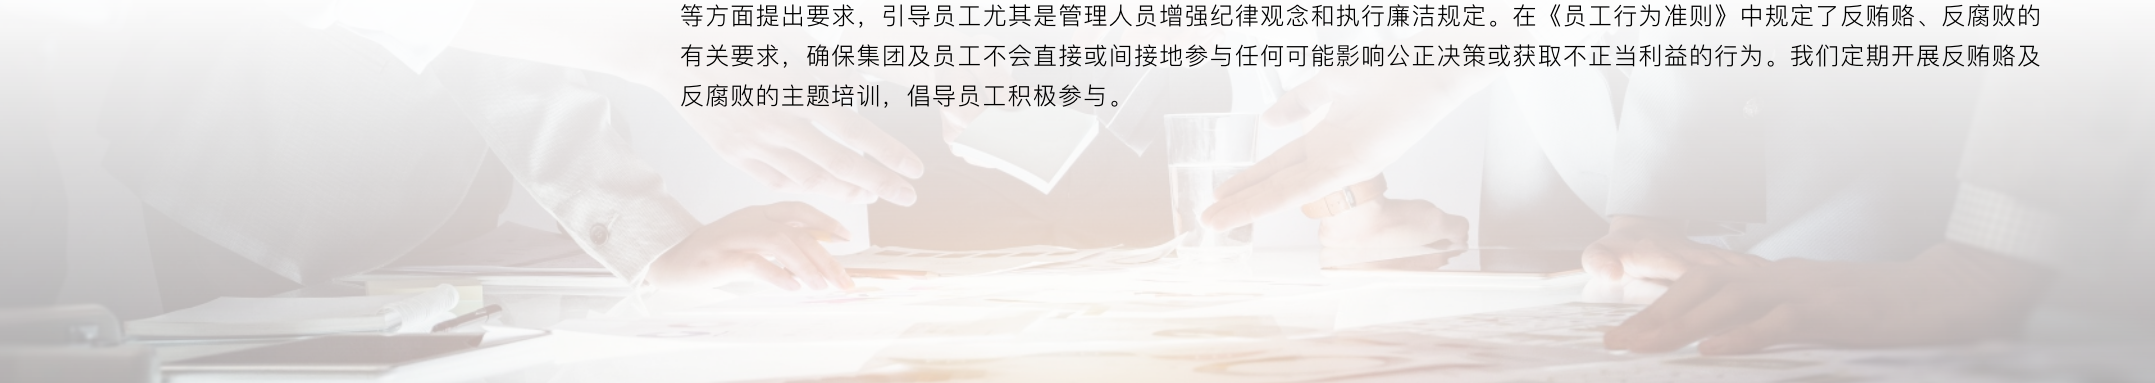 等方面提出要求，引导员工尤其是管理人员增强纪律观念和执行廉洁规定。在《员工行为准则》中规定了反贿赂、反腐败的
有关要求，确保集团及员工不会直接或间接地参与任何可能影响公正决策或获取不正当利益的行为。我们定期开展反贿赂及
反腐败的主题培训，倡导员工积极参与。